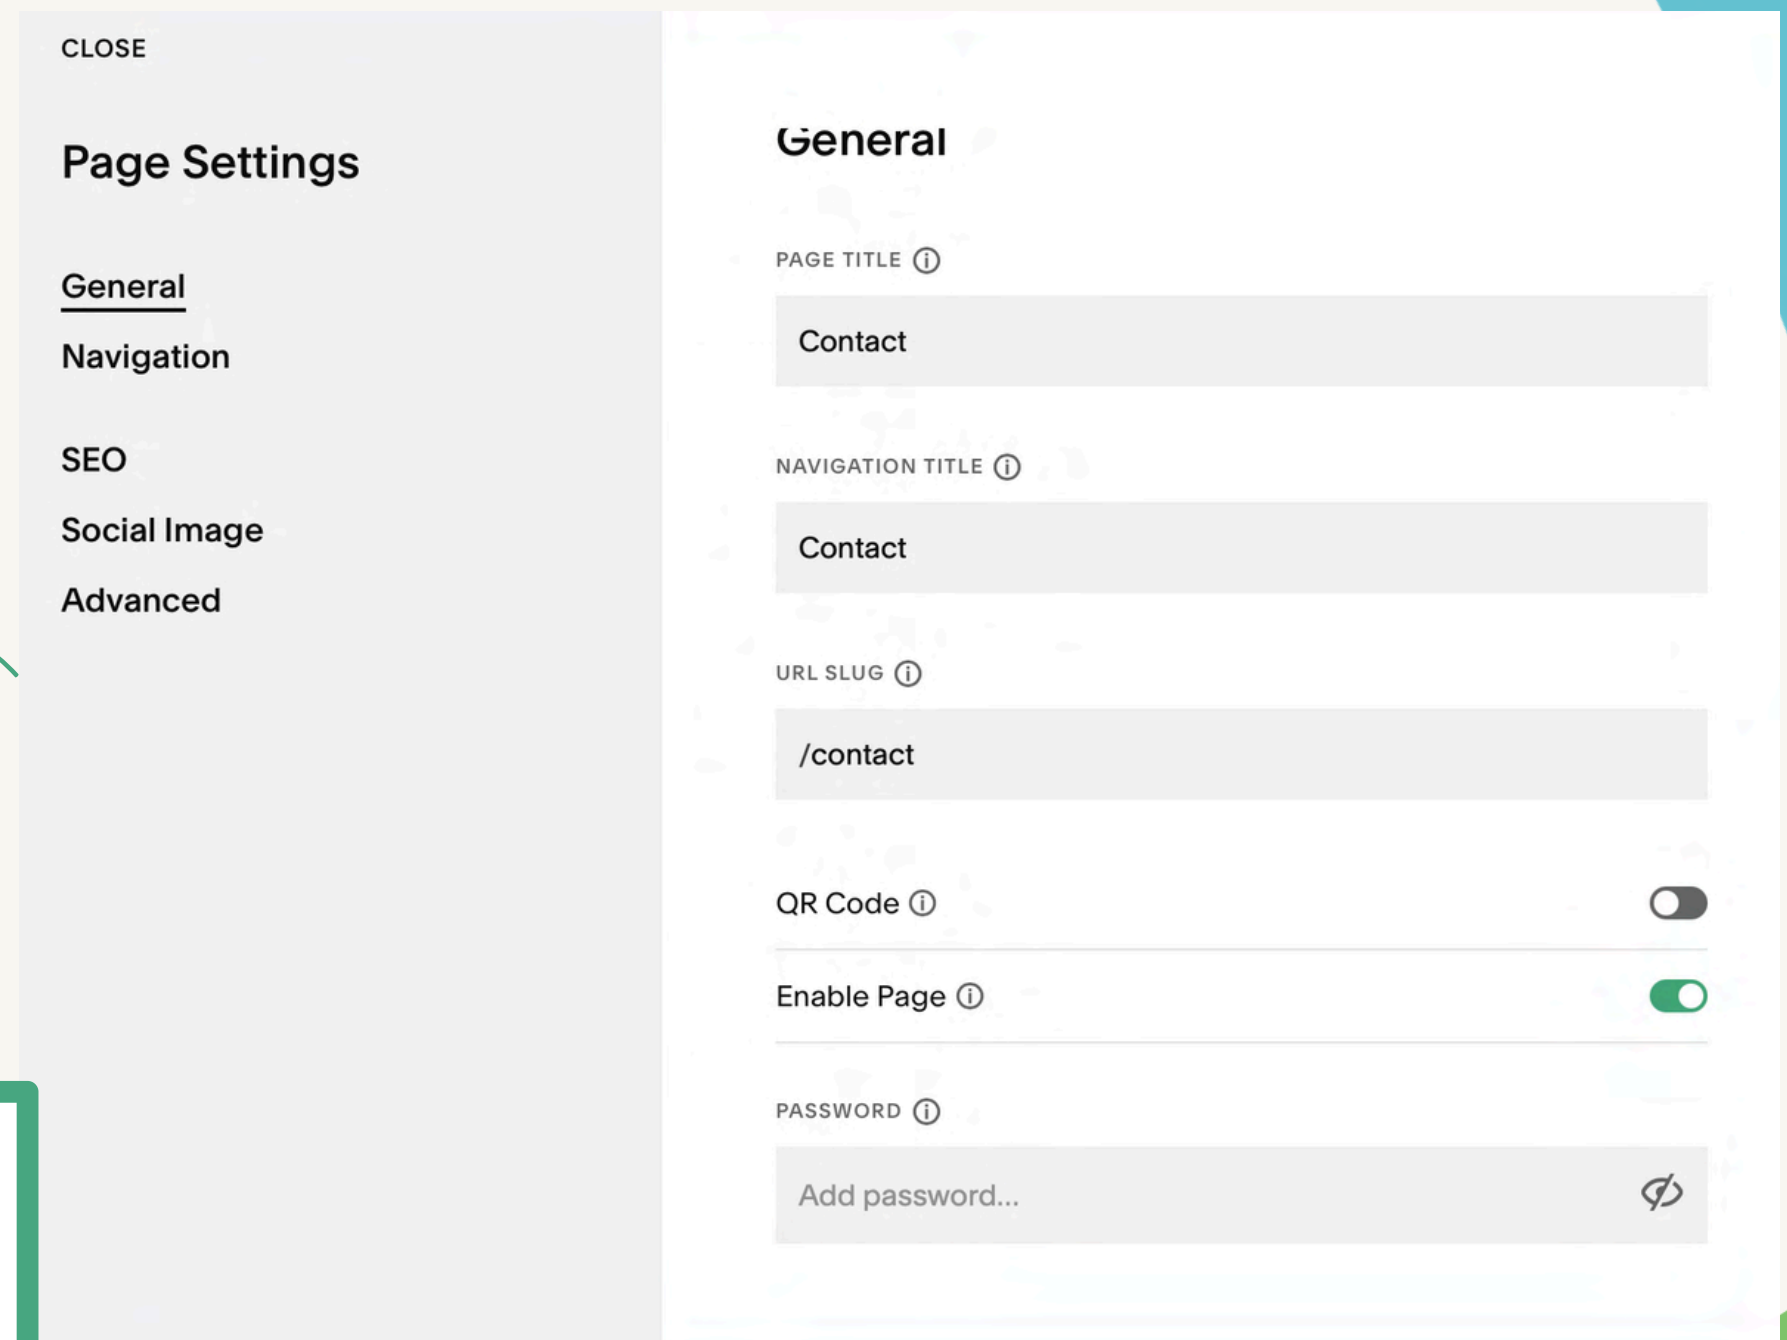 CLOSE
Page Settings
General
Navigation
SEO
Social Image
Advanced
General
PAGE TITLE
Contact
NAVIGATION TITLE
Contact
URL SLUG
/contact
QR Code
Enable Page
PASSWORD
Add password...